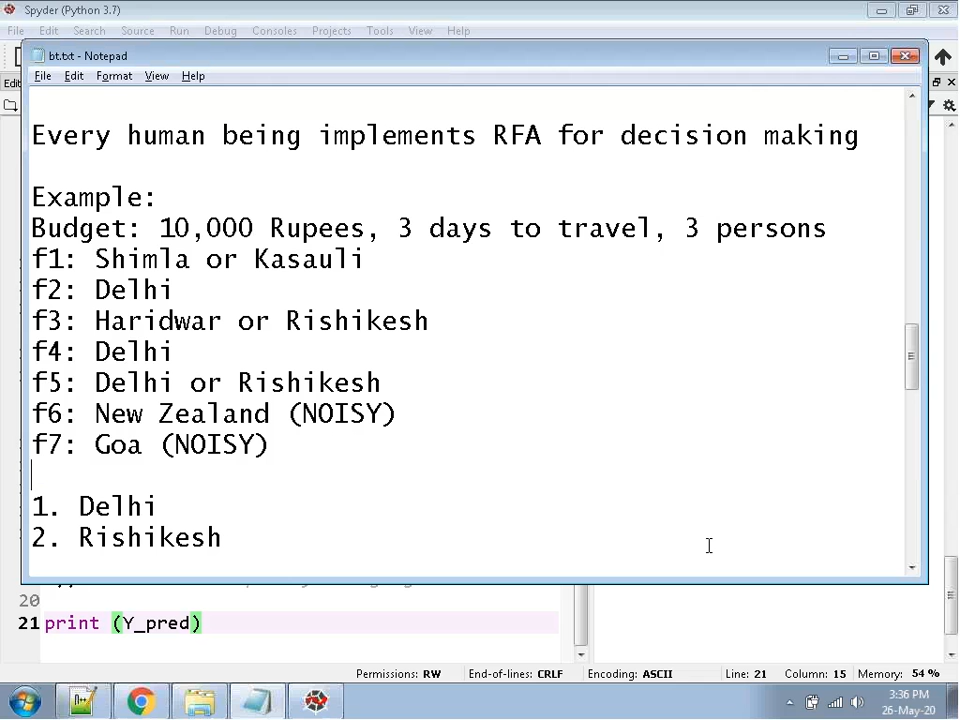 Spyder (Python 3.7)
File Edit Search Source Run Debug Consoles Projects Tools View Help
bt.txt - Notepad
File Edit Format View Help
Every human being implements RFA for decision making
Example:
Budget: 10,000 Rupees, 3 days to travel, 3 persons
f1: Shimla or Kasauli
f2: Delhi
f3: Haridwar or Rishikesh
f4: Delhi
f5: Delhi or Rishikesh
f6: New Zealand (NOISY)
f7: Goa (NOISY)
1. Delhi
2. Rishikesh
20
21 print (Y_pred)
Permissions: RW End-of-lines: CRLF Encoding: ASCII Line: 21 Column: 15 Memory: 54 %
3:36 PM
26-May-20